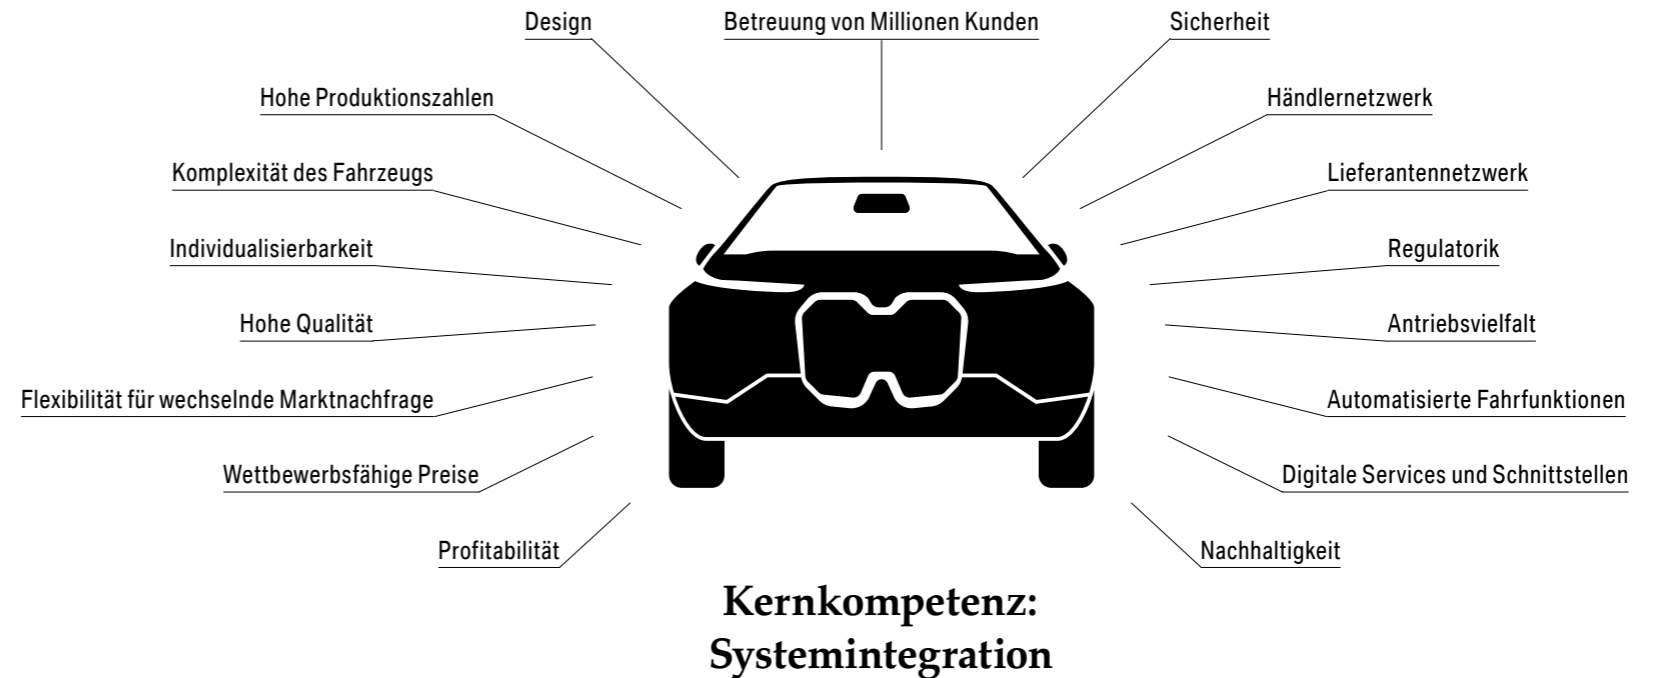 Design
Betreuung von Millionen Kunden
Sicherheit
Hohe Produktionszahlen
Händlernetzwerk
Komplexität des Fahrzeugs
Lieferantennetzwerk
Individualisierbarkeit
Regulatorik
Hohe Qualität
Antriebsvielfalt
Flexibilität für wechselnde Marktnachfrage
Automatisierte Fahrfunktionen
Wettbewerbsfähige Preise
Digitale Services und Schnittstellen
Profitabilität
Nachhaltigkeit
Kernkompetenz:
Systemintegration